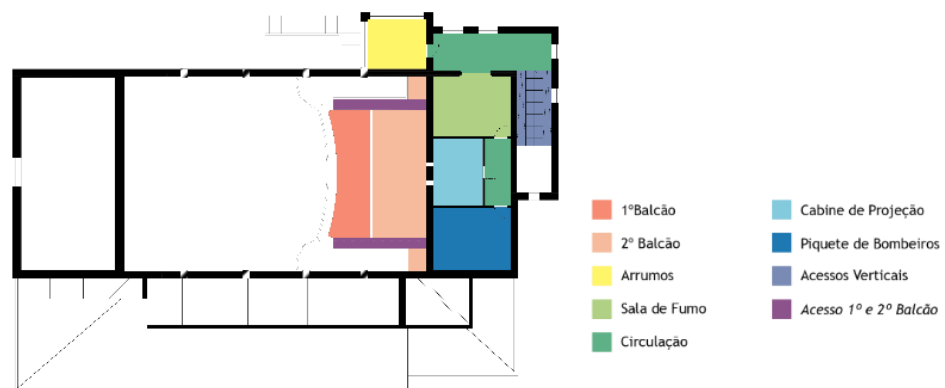 1ºBalcão
2º Balcão
Arrumos
Sala de Fumo
Circulação
Cabine de Projeção
Piquete de Bombeiros
Acessos Verticais
Acesso 1º e 2º Balcão